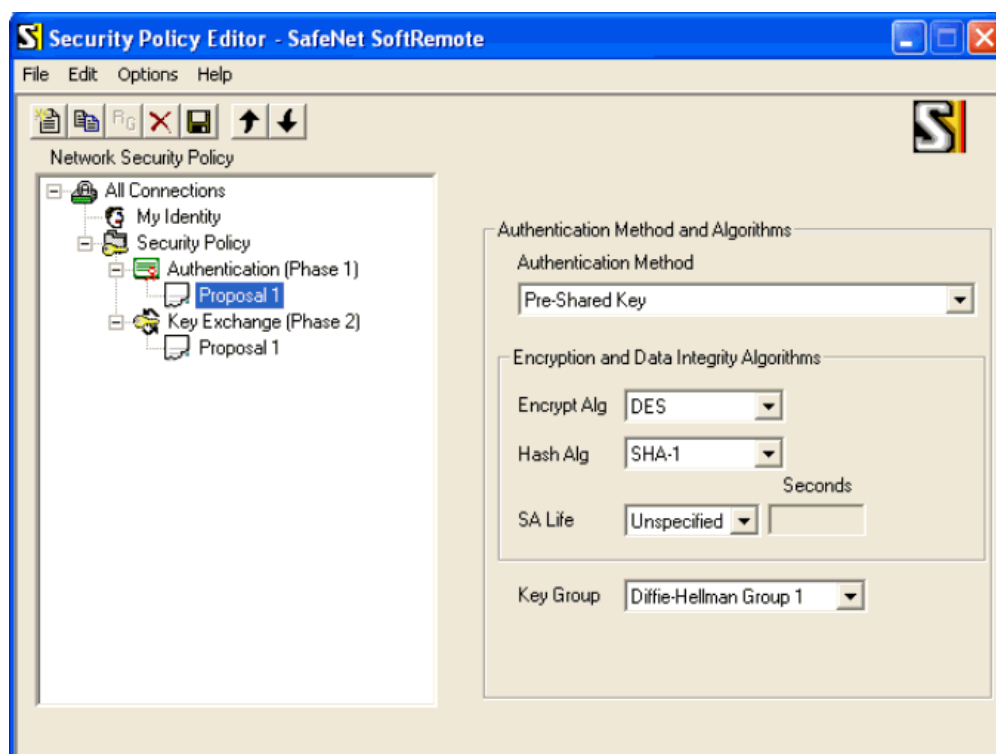 Security Policy Editor - SafeNet SoftRemote
File Edit Options Help
RG
Network Security Policy
All Connections
My Identity
Security Policy
Authentication (Phase 1)
Proposal 1
Key Exchange (Phase 2)
Proposal 1
Authentication Method and Algorithms
Authentication Method
Pre-Shared Key
Encryption and Data Integrity Algorithms
Encrypt Alg DES
Hash Alg SHA-1
Seconds
SA Life Unspecified
Key Group Diffie-Hellman Group 1